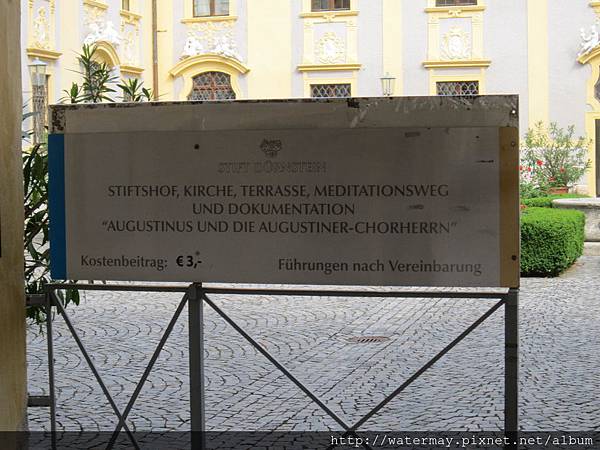 STIFT DÜRNSTEIN
STIFTSHOF, KIRCHE, TERRASSE, MEDITATIONSWEG
UND DOKUMENTATION
"AUGUSTINUS UND DIE AUGUSTINER-CHORHERRN"
Kostenbeitrag: € 3,-
Führungen nach Vereinbarung
http://watermay.pixnet.net/blog